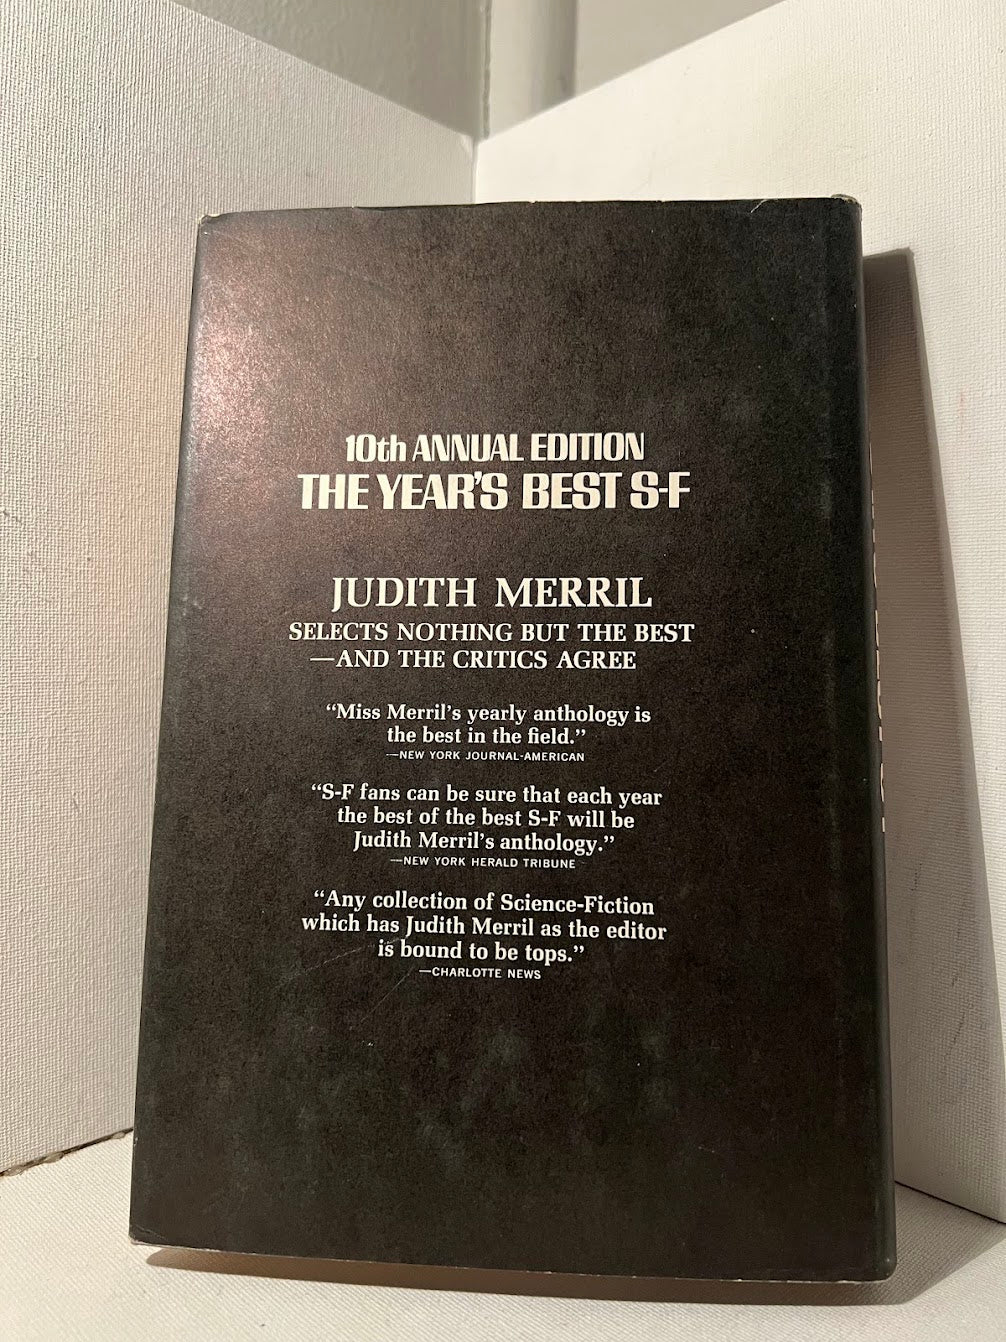 10th ANNUAL EDITION
THE YEAR'S BEST S-F
JUDITH MERRIL
SELECTS NOTHING BUT THE BEST
—AND THE CRITICS AGREE
“Miss Merril's yearly anthology is
the best in the field.”
—NEW YORK JOURNAL-AMERICAN
“S-F fans can be sure that each year
the best of the best S-F will be
Judith Merril's anthology.”
—NEW YORK HERALD TRIBUNE
“Any collection of Science-Fiction
which has Judith Merril as the editor
is bound to be tops.”
—CHARLOTTE NEWS